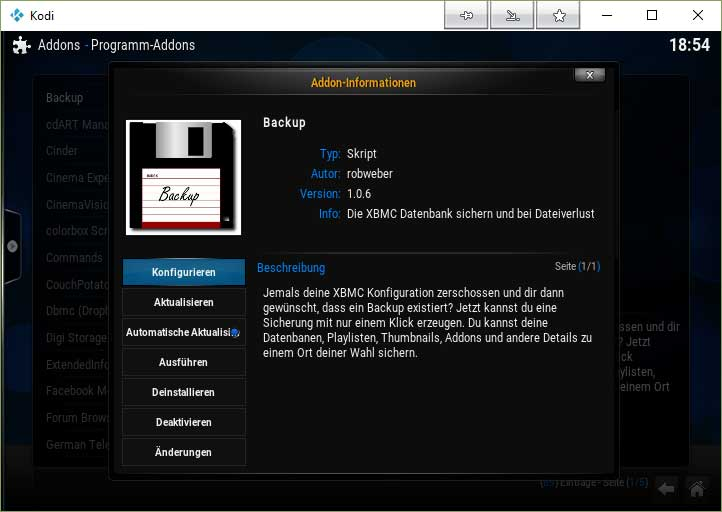 Kodi
Addons - Programm-Addons
18:54
Addon-Informationen
Backup
Backup
Typ: Skript
Autor: robweber
Version: 1.0.6
Info: Die XBMC Datenbank sichern und bei Dateiverlust
Backup
Konfigurieren
Aktualisieren
Automatische Aktualisi
Ausführen
Deinstallieren
Deaktivieren
Änderungen
Beschreibung
Seite (1/1)
Jemals deine XBMC Konfiguration zerschossen und dir dann
gewünscht, dass ein Backup existiert? Jetzt kannst du eine
Sicherung mit nur einem Klick erzeugen. Du kannst deine
Datenbanen, Playlisten, Thumbnails, Addons und andere Details zu
einem Ort deiner Wahl sichern.
cdART Mana
Cinder
Cinema Expe
CinemaVisio
colorbox Scr
Commands
CouchPotato
Dbmc (Dropl
Digi Storage
ExtendedInfo
Facebook M
Forum Brow
German Tele
ssen und dir
? Jetzt
ck
ylisten,
einem Ort
Einträge - Seite (1/5)